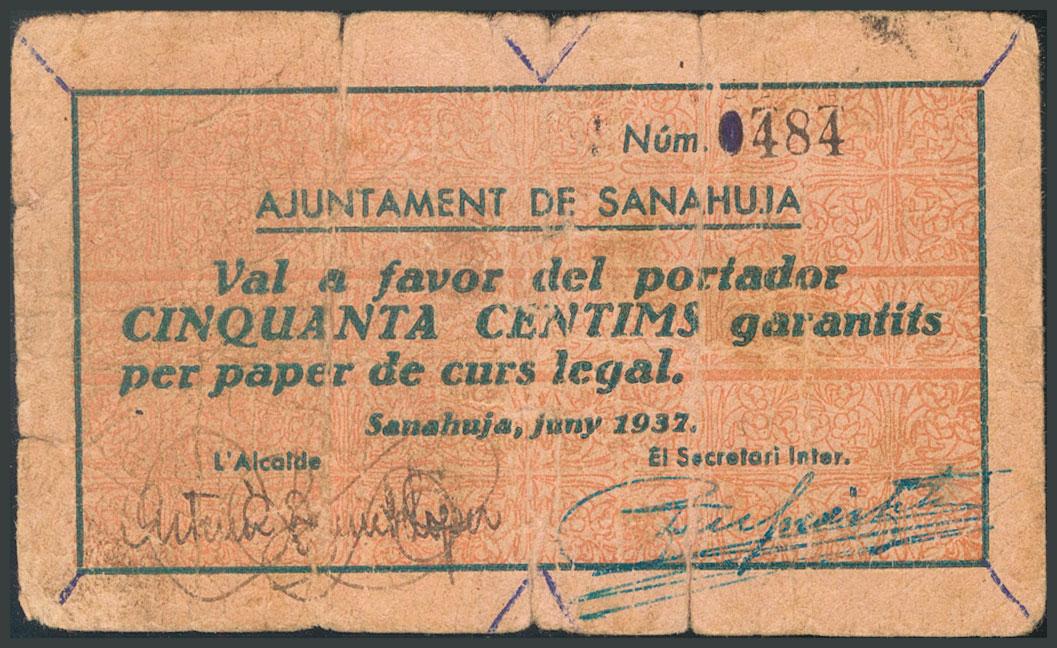 Núm. 0484
AJUNTAMENT DE SANAHUJA
Val a favor del portador
CINQUANTA CENTIMS garantits
per paper de curs legal.
Sanahuja, juny 1937.
L'Alcalde
El Secretari Inter.